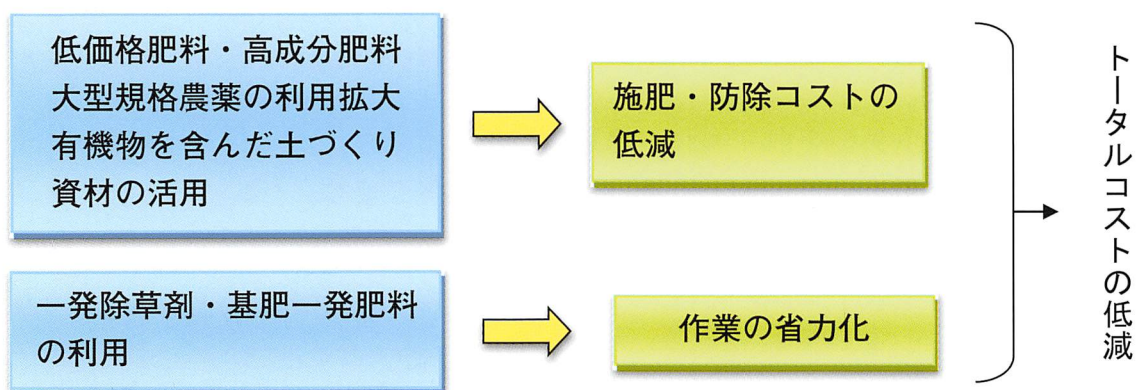 低価格肥料・高成分肥料
大型規格農薬の利用拡大
有機物を含んだ土づくり
資材の活用
施肥・防除コストの
低減
一発除草剤・基肥一発肥料
の利用
作業の省力化
トータルコストの低減